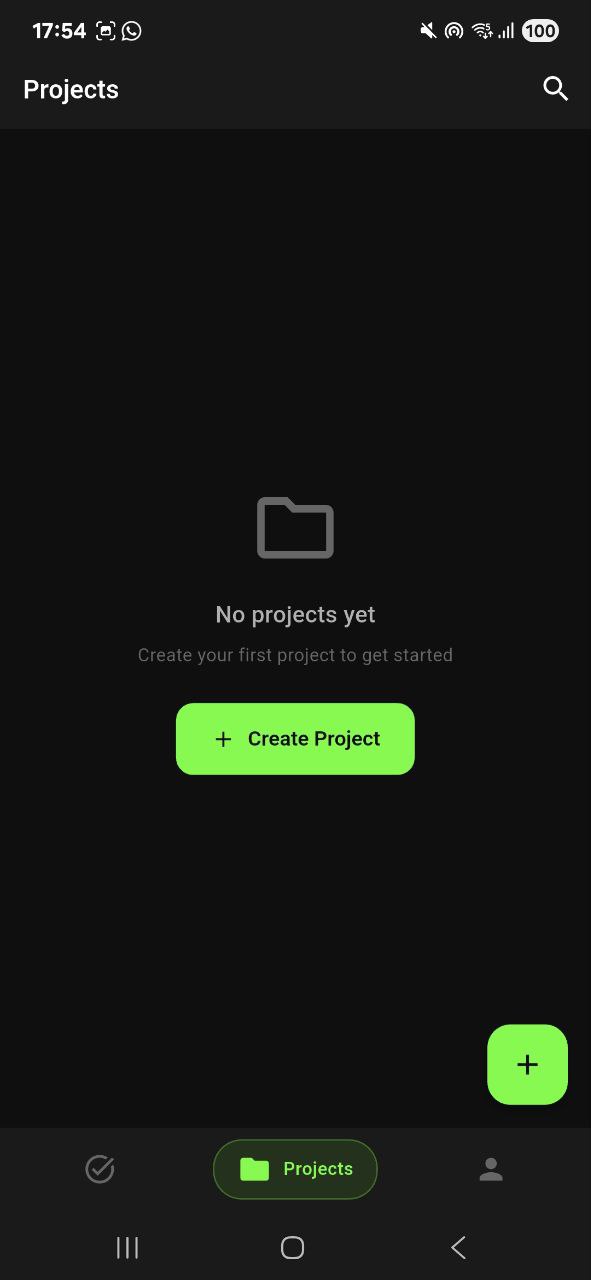 17:54
100
Projects
No projects yet
Create your first project to get started
+ Create Project
+
Projects